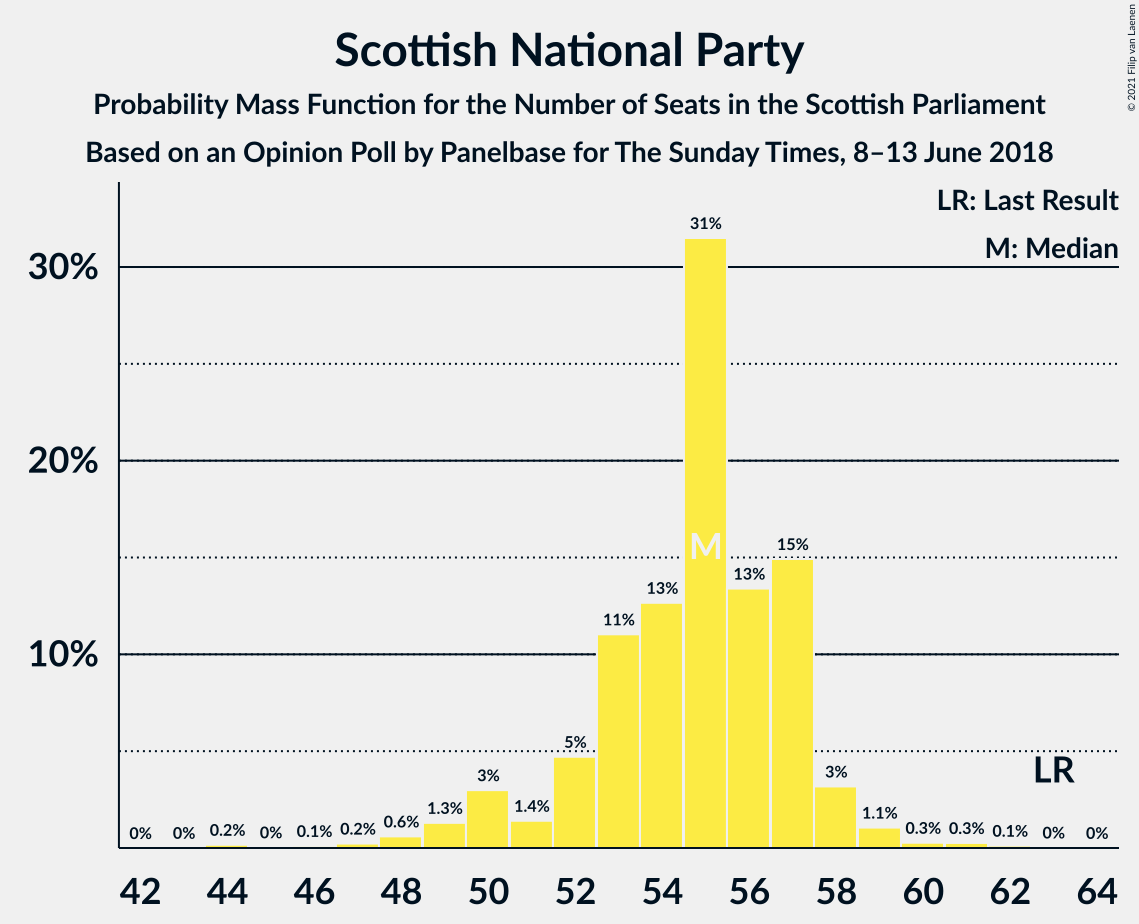 Scottish National Party
Probability Mass Function for the Number of Seats in the Scottish Parliament
Based on an Opinion Poll by Panelbase for The Sunday Times, 8–13 June 2018
© 2021 Filip van Laenen
LR: Last Result
M: Median
30%
20%
10%
0%
0%
0.2%
0%
0.1%
0.2%
0.6%
1.3%
3%
1.4%
5%
11%
13%
31%
M
13%
15%
3%
1.1%
0.3%
0.3%
0.1%
0%
0%
LR
42 44 46 48 50 52 54 56 58 60 62 64